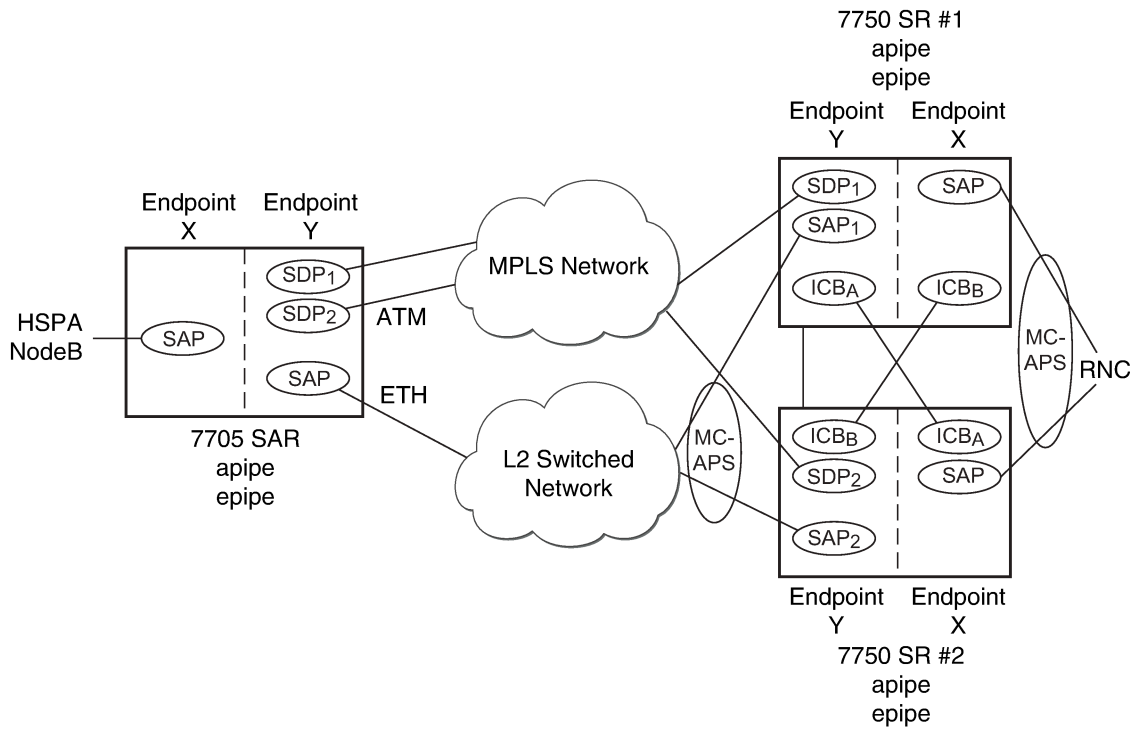 7750 SR #1
apipe
epipe
Endpoint
Y
Endpoint
X
SDP1
SAP
SAP1
ICBA
ICBB
Endpoint
X
Endpoint
Y
SDP1
SDP2
SAP
SAP
HSPA
NodeB
ATM
ETH
7705 SAR
apipe
epipe
MPLS Network
L2 Switched
Network
MC-
APS
MC-
APS
RNC
ICBB
ICBA
SDP2
SAP
SAP2
Endpoint
Y
Endpoint
X
7750 SR #2
apipe
epipe